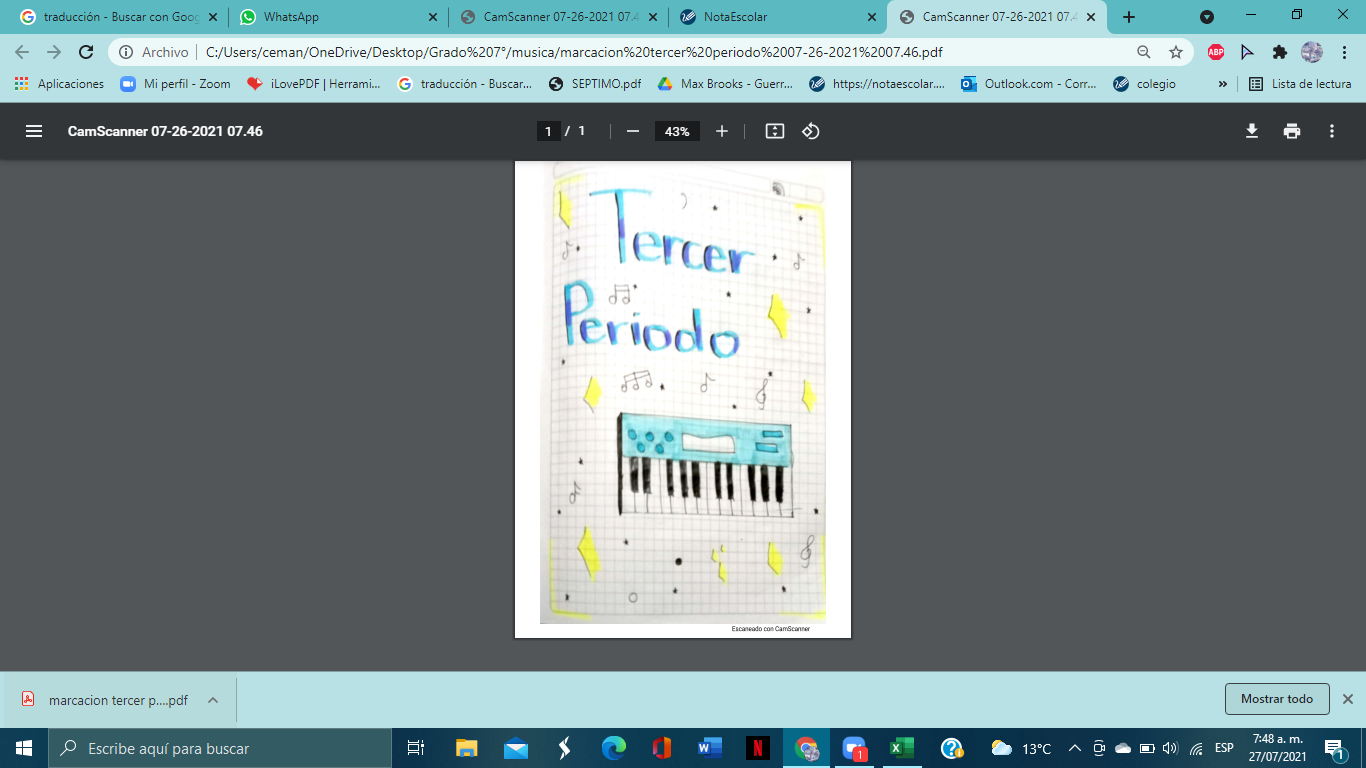 traducción - Buscar con Goog
WhatsApp
CamScanner 07-26-2021 07.4
NotaEscolar
CamScanner 07-26-2021 07.4
Archivo
C:/Users/ceman/OneDrive/Desktop/Grado%207°/musica/marcacion%20tercer%20periodo%2007-26-2021%2007.46.pdf
ABP
Aplicaciones
Mi perfil - Zoom
iLovePDF | Herrami...
traducción - Buscar...
SEPTIMO.pdf
Max Brooks - Guerr...
https://notaescolar....
Outlook.com - Corr...
colegio
»
Lista de lectura
CamScanner 07-26-2021 07.46
1 / 1
43%
Tercer
Periodo
Escaneado con CamScanner
marcacion tercer p....pdf
Mostrar todo
Escribe aquí para buscar
1
13°C
ESP
7:48 a. m.
27/07/2021
1